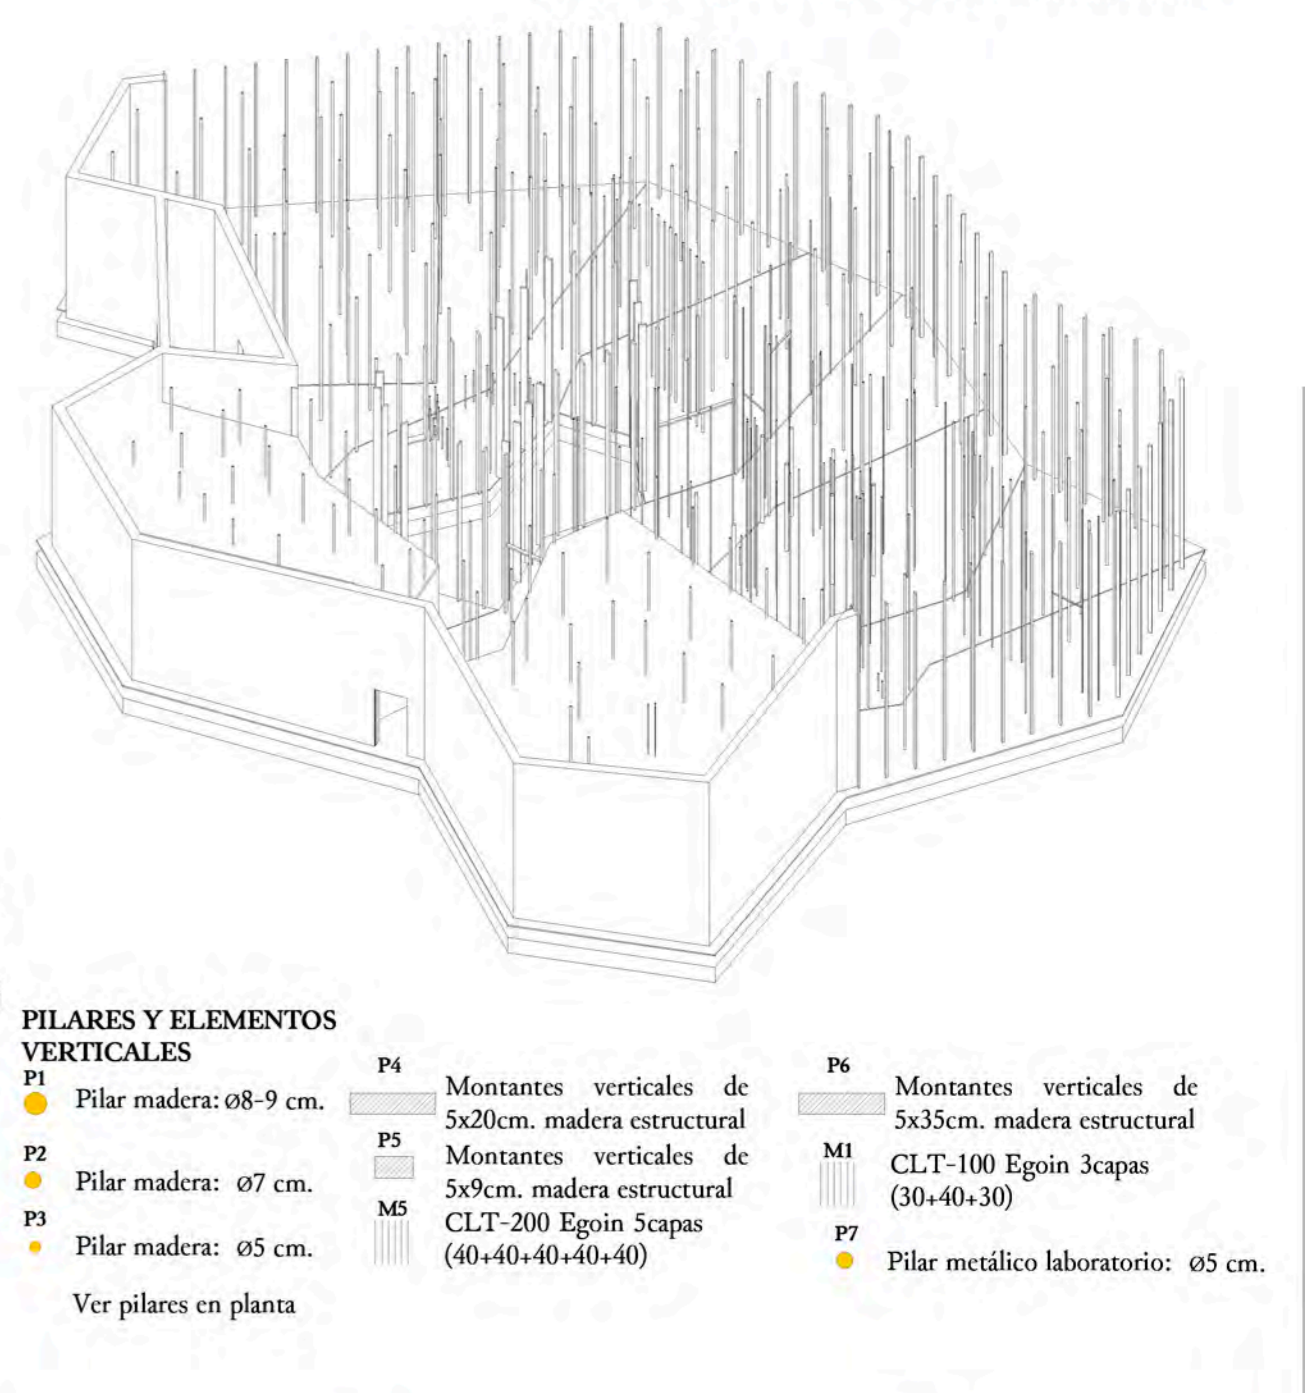 PILARES Y ELEMENTOS
VERTICALES
P1
Pilar madera: ø8-9 cm.
P2
Pilar madera: ø7 cm.
P3
Pilar madera: ø5 cm.
Ver pilares en planta
P4
Montantes verticales de
5x20cm. madera estructural
P5
Montantes verticales de
5x9cm. madera estructural
M5
CLT-200 Egoin 5capas
(40+40+40+40+40)
P6
Montantes verticales de
5x35cm. madera estructural
M1
CLT-100 Egoin 3capas
(30+40+30)
P7
Pilar metálico laboratorio: ø5 cm.